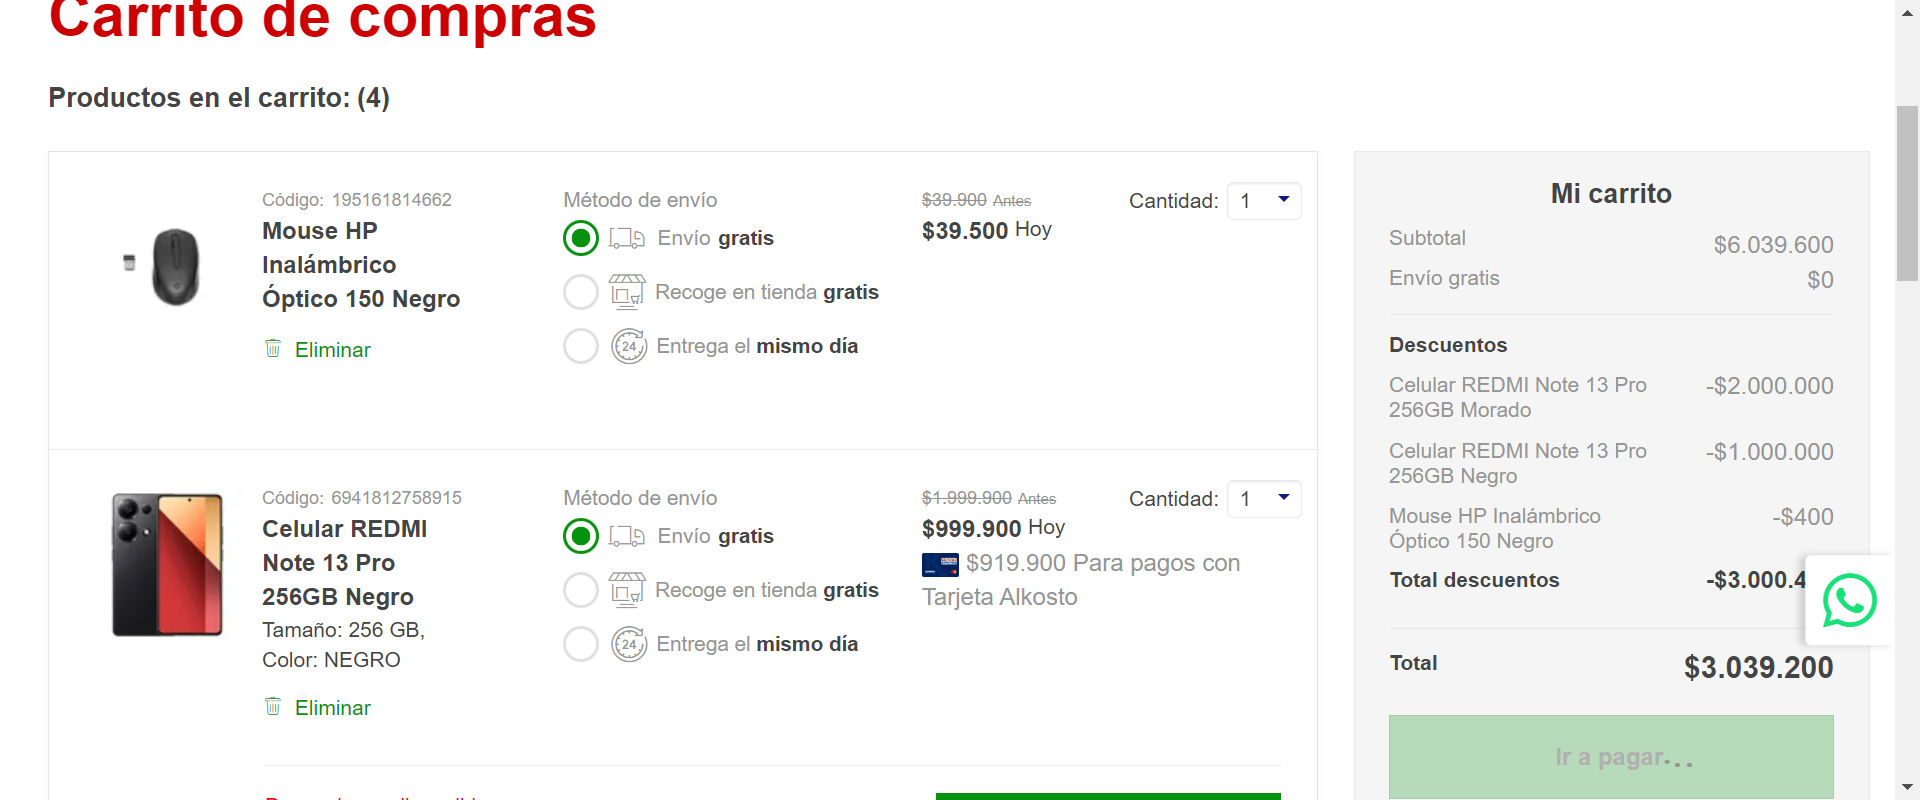 Carrito de compras
Productos en el carrito: (4)
Código: 195161814662
Mouse HP
Inalámbrico
Óptico 150 Negro
Eliminar
Método de envío
Envío gratis
Recoge en tienda gratis
24 Entrega el mismo día
$39.900 Antes
$39.500 Hoy
Cantidad: 1
Código: 6941812758915
Celular REDMI
Note 13 Pro
256GB Negro
Tamaño: 256 GB,
Color: NEGRO
Eliminar
Método de envío
Envío gratis
Recoge en tienda gratis
24 Entrega el mismo día
$1.999.900 Antes
$999.900 Hoy
$919.900 Para pagos con
Tarjeta Alkosto
Cantidad: 1
Mi carrito
Subtotal $6.039.600
Envío gratis $0
Descuentos
Celular REDMI Note 13 Pro -$2.000.000
256GB Morado
Celular REDMI Note 13 Pro -$1.000.000
256GB Negro
Mouse HP Inalámbrico -$400
Óptico 150 Negro
Total descuentos -$3.000.4
Total $3.039.200
Ir a pagar...